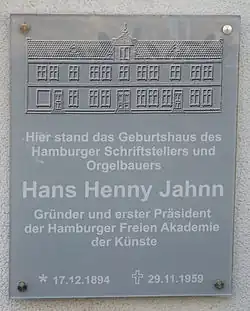 Hier stand das Geburtshaus des
Hamburger Schriftstellers und
Orgelbauers
Hans Henny Jahnn
Gründer und erster Präsident
der Hamburger Freien Akademie
der Künste
* 17.12.1894 ✝ 29.11.1959